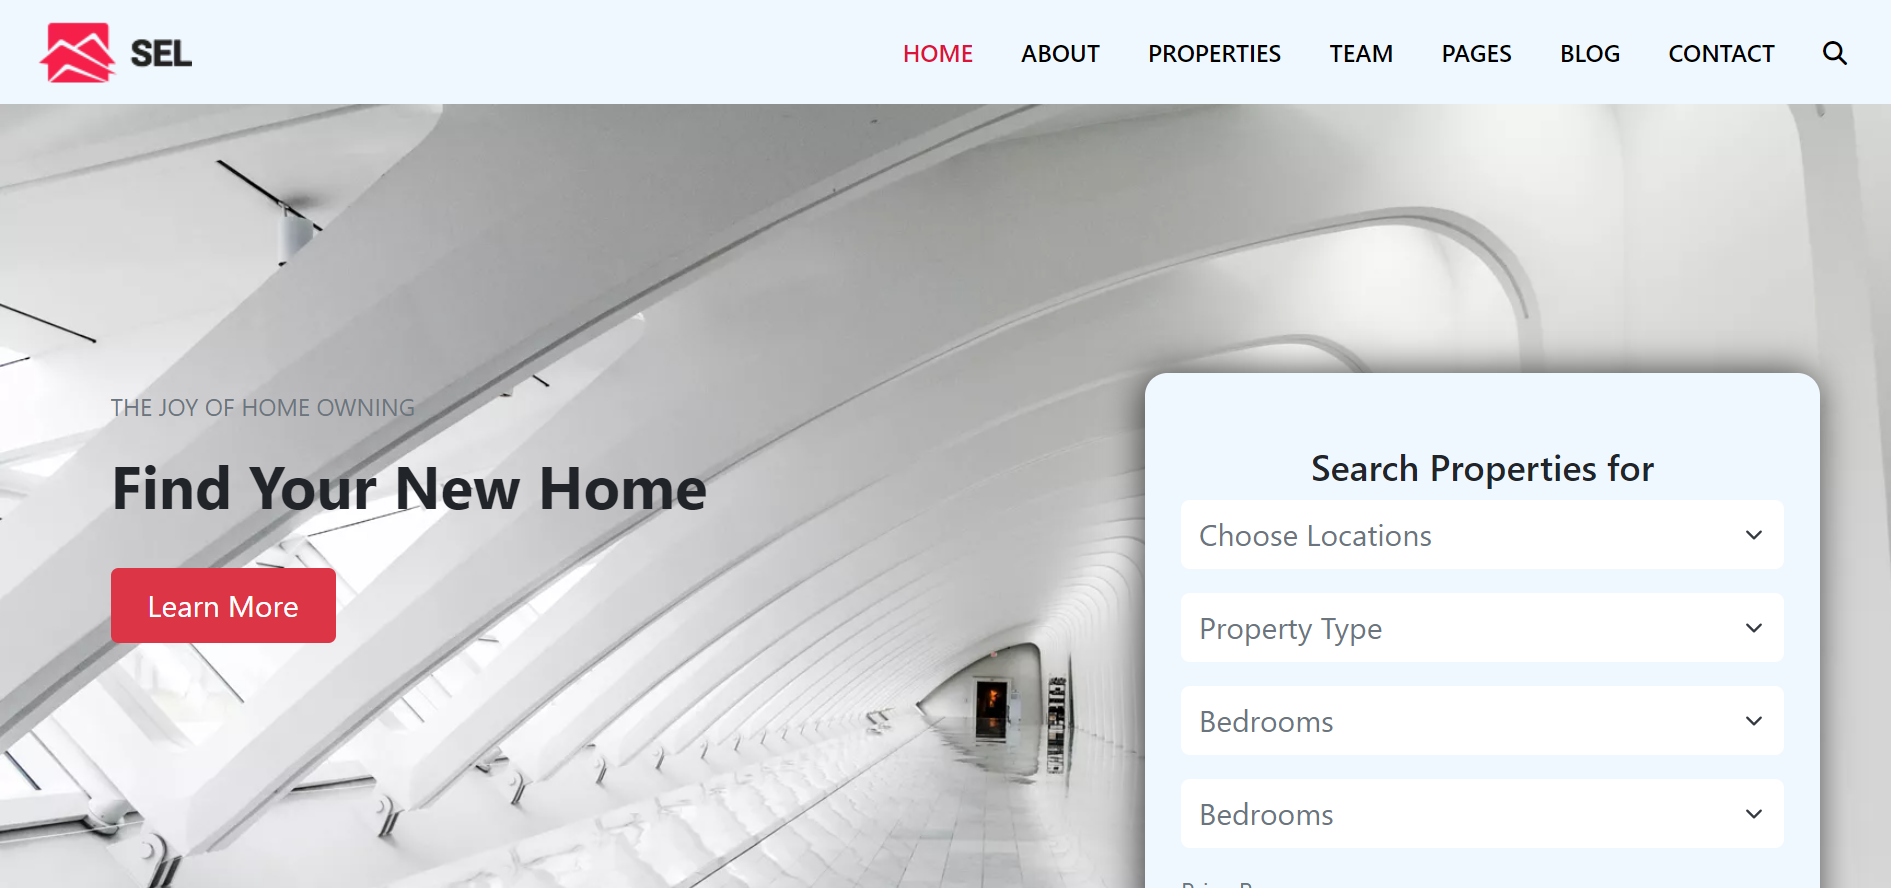 SEL
HOME ABOUT PROPERTIES TEAM PAGES BLOG CONTACT
THE JOY OF HOME OWNING
Find Your New Home
Learn More
Search Properties for
Choose Locations
Property Type
Bedrooms
Bedrooms